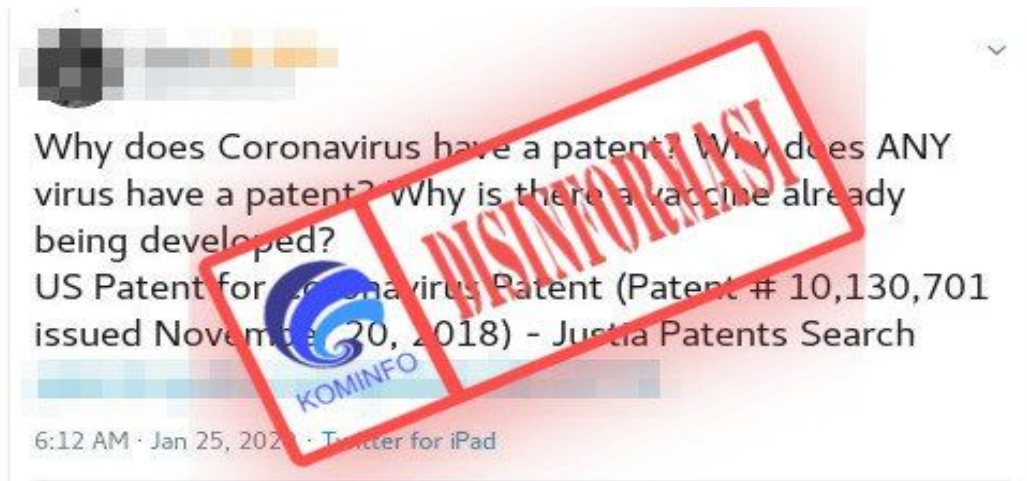 Why does Coronavirus have a patent? Why does ANY
virus have a patent? Why is there a vaccine already
being developed?
US Patent for Coronavirus Patent (Patent # 10,130,701
issued November 20, 2018) - Justia Patents Search
6:12 AM · Jan 25, 2020 · Twitter for iPad
DISINFORMASI
KOMINFO